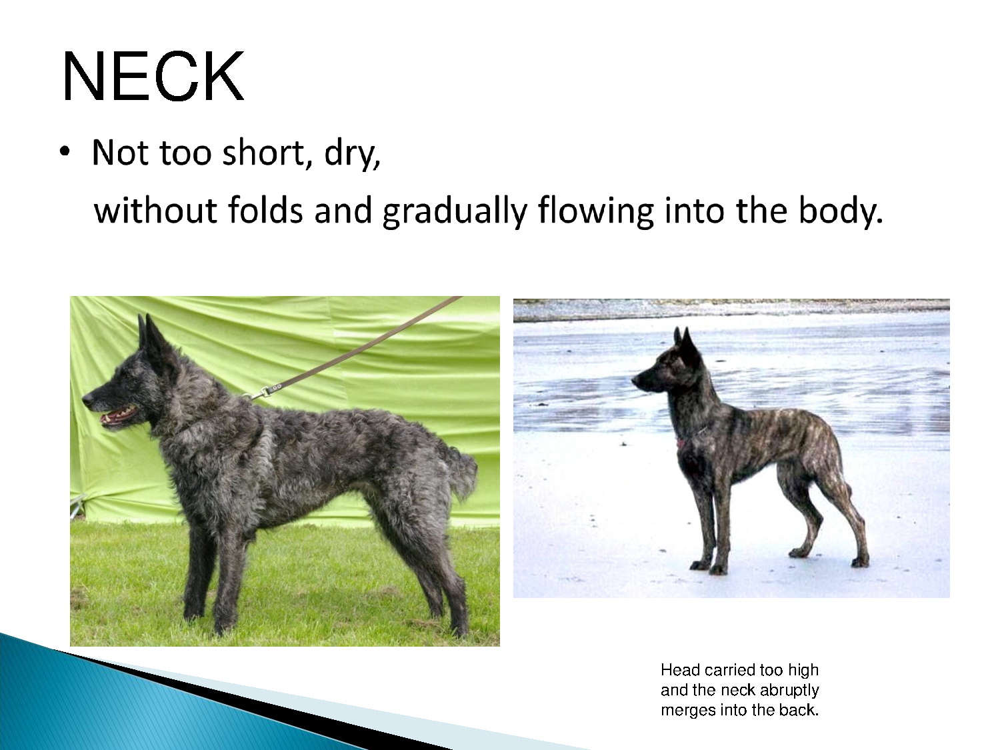 NECK
• Not too short, dry,
without folds and gradually flowing into the body.
Head carried too high
and the neck abruptly
merges into the back.